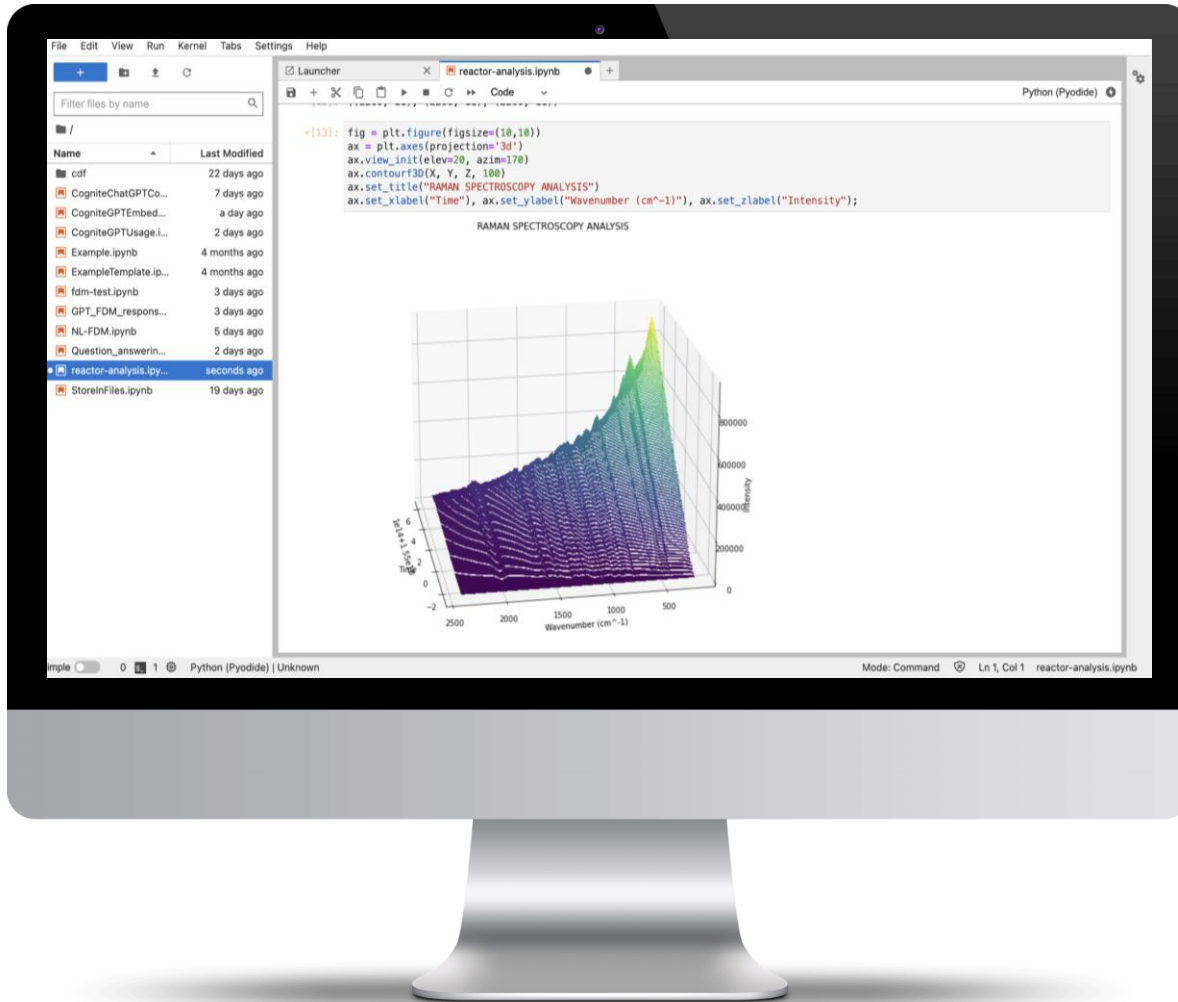 File Edit View Run Kernel Tabs Settings Help
+
Filter files by name
/
Name Last Modified
cdf 22 days ago
CogniteChatGPTCo... 7 days ago
CogniteGPTEmbed... a day ago
CogniteGPTUsage.i... 2 days ago
Example.ipynb 4 months ago
ExampleTemplate.ip... 4 months ago
fdm-test.ipynb 3 days ago
GPT_FDM_respons... 3 days ago
NL-FDM.ipynb 5 days ago
Question_answerin... 2 days ago
reactor-analysis.ipy... seconds ago
StoreInFiles.ipynb 19 days ago
Launcher × reactor-analysis.ipynb +
Code Python (Pyodide)
[13]: fig = plt.figure(figsize=(10,10))
ax = plt.axes(projection='3d')
ax.view_init(elev=20, azim=170)
ax.contourf3D(X, Y, Z, 100)
ax.set_title("RAMAN SPECTROSCOPY ANALYSIS")
ax.set_xlabel("Time"), ax.set_ylabel("Wavenumber (cm^-1)"), ax.set_zlabel("Intensity");
RAMAN SPECTROSCOPY ANALYSIS
800000
600000
400000
200000
0
Intensity
6
4
2
0
−2
2500 2000 1500 1000 500
Wavenumber (cm^-1)
imple 0 1 Python (Pyodide) | Unknown Mode: Command Ln 1, Col 1 reactor-analysis.ipynb